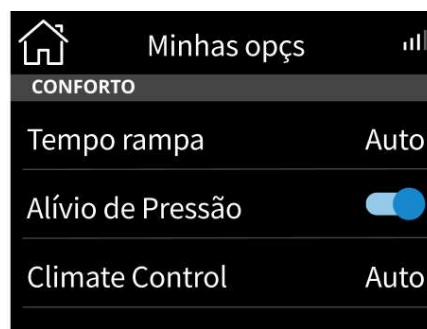 Minhas opçs
CONFORTO
Tempo rampa Auto
Alívio de Pressão
Climate Control Auto